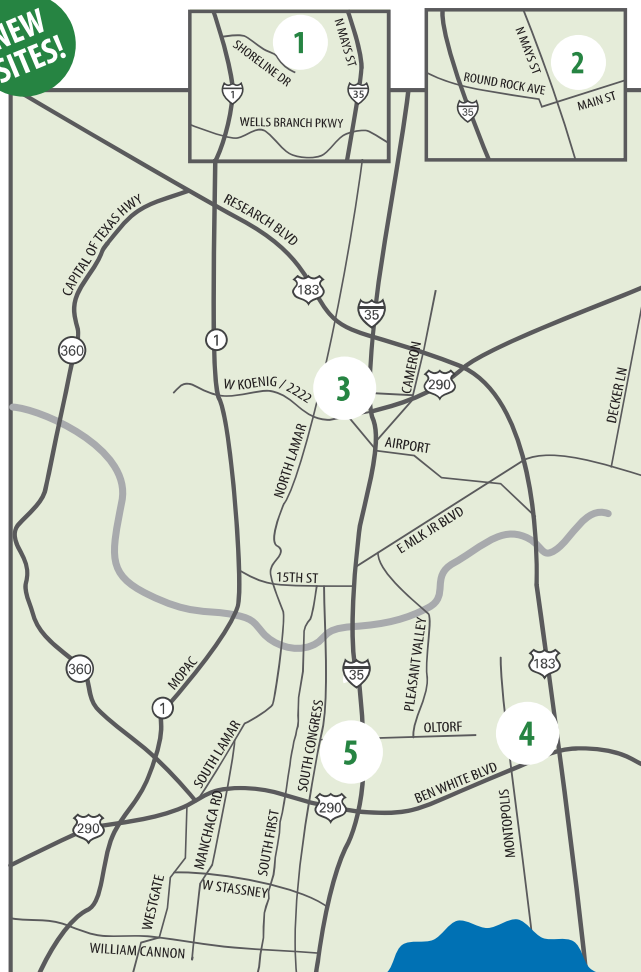 NEW
SITES!
1
SHORELINE DR
N MAYS ST
1
35
WELLS BRANCH PKWY
2
N MAYS ST
ROUND ROCK AVE
MAIN ST
35
CAPITAL OF TEXAS HWY
RESEARCH BLVD
183
35
360
1
CAMERON
290
W KOENIG / 2222
3
DECKER LN
NORTH LAMAR
AIRPORT
E MLK JR BLVD
15TH ST
PLEASANT VALLEY
360
MOPAC
35
183
1
SOUTH LAMAR
SOUTH CONGRESS
OLTORF
4
5
BEN WHITE BLVD
290
290
MANCHACA RD
SOUTH FIRST
MONTOPOLIS
WESTGATE
W STASSNEY
WILLIAM CANNON